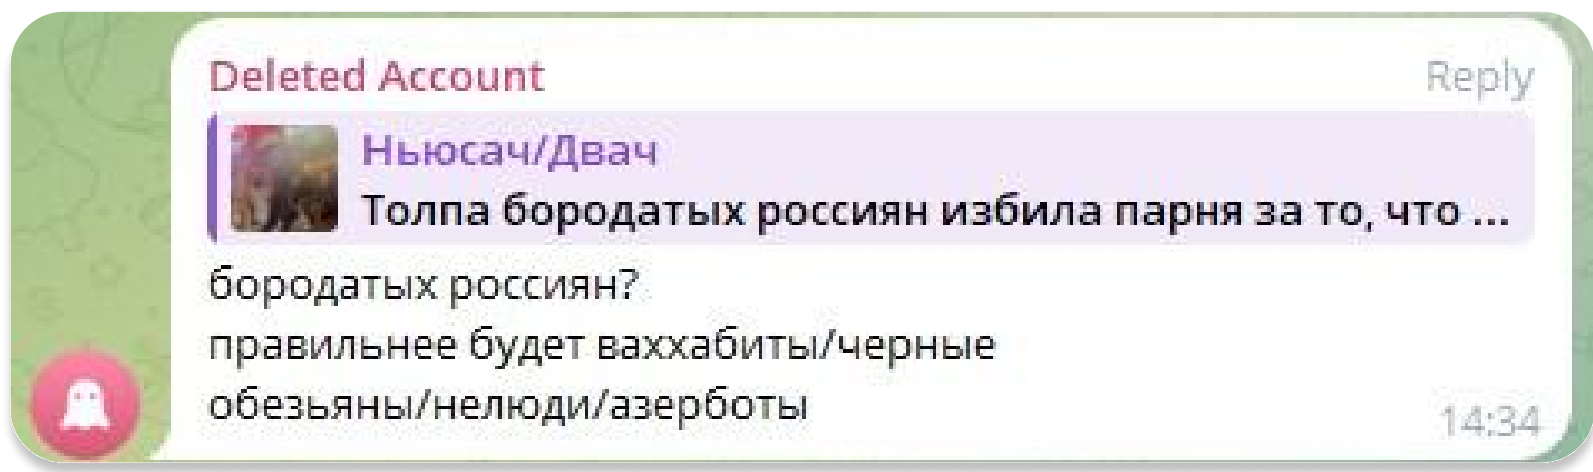 Deleted Account Reply
Ньюсач/Двач
Толпа бородатых россиян избила парня за то, что ...
бородатых россиян?
правильнее будет ваххабиты/черные
обезьяны/нелюди/азерботы
14:34